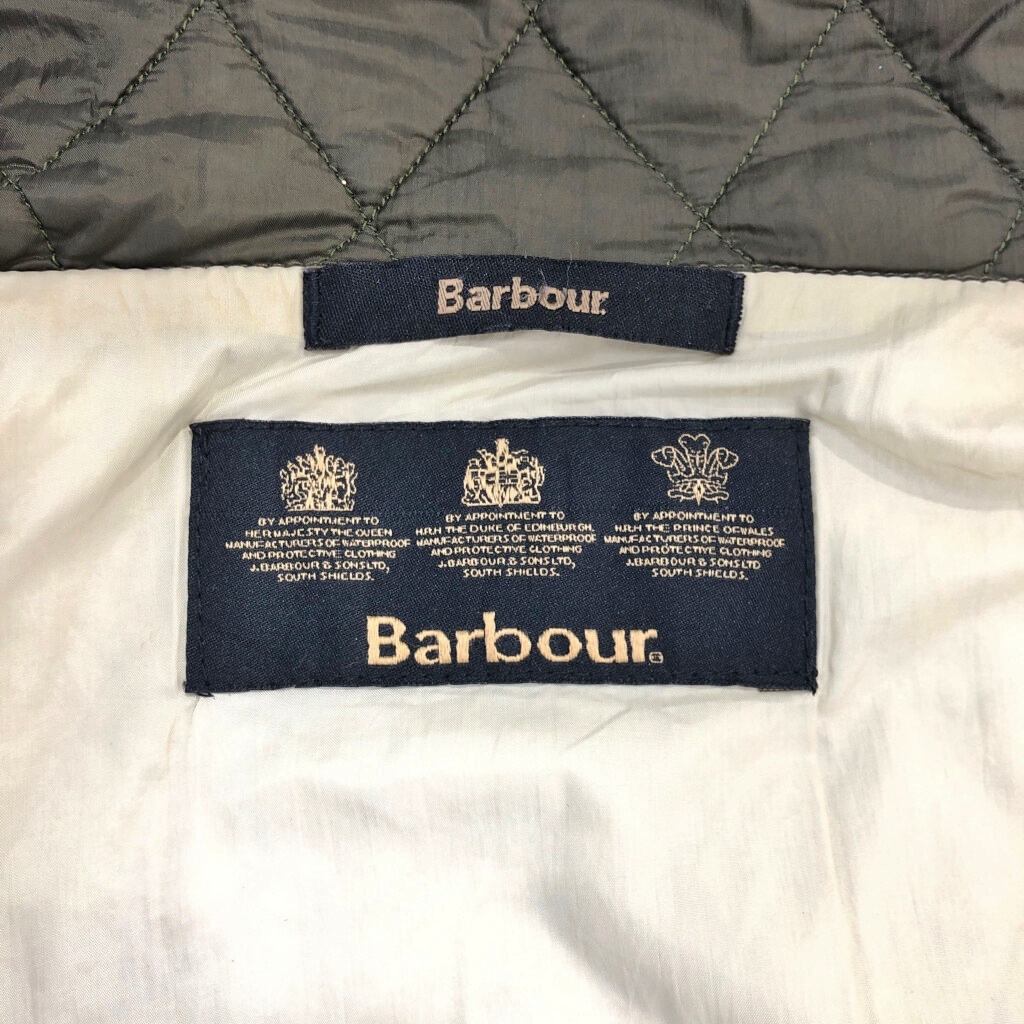 Barbour.
BY APPOINTMENT TO
HER MAJESTY THE QUEEN
MANUFACTURERS OF WATERPROOF
AND PROTECTIVE CLOTHING
J.BARBOUR & SONS LTD,
SOUTH SHIELDS.
BY APPOINTMENT TO
H.R.H THE DUKE OF EDINBURGH,
MANUFACTURERS OF WATERPROOF
AND PROTECTIVE CLOTHING
J.BARBOUR & SONS LTD,
SOUTH SHIELDS.
BY APPOINTMENT TO
H.R.H THE PRINCE OF WALES
MANUFACTURERS OF WATERPROOF
AND PROTECTIVE CLOTHING
J.BARBOUR & SONS LTD
SOUTH SHIELDS.
Barbour®